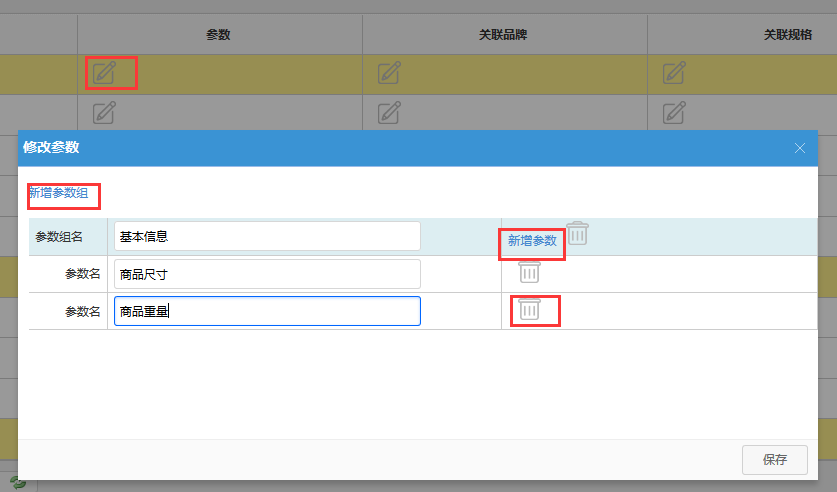 参数 关联品牌 关联规格
修改参数
新增参数组
参数组名 基本信息 新增参数
参数名 商品尺寸
参数名 商品重量
保存